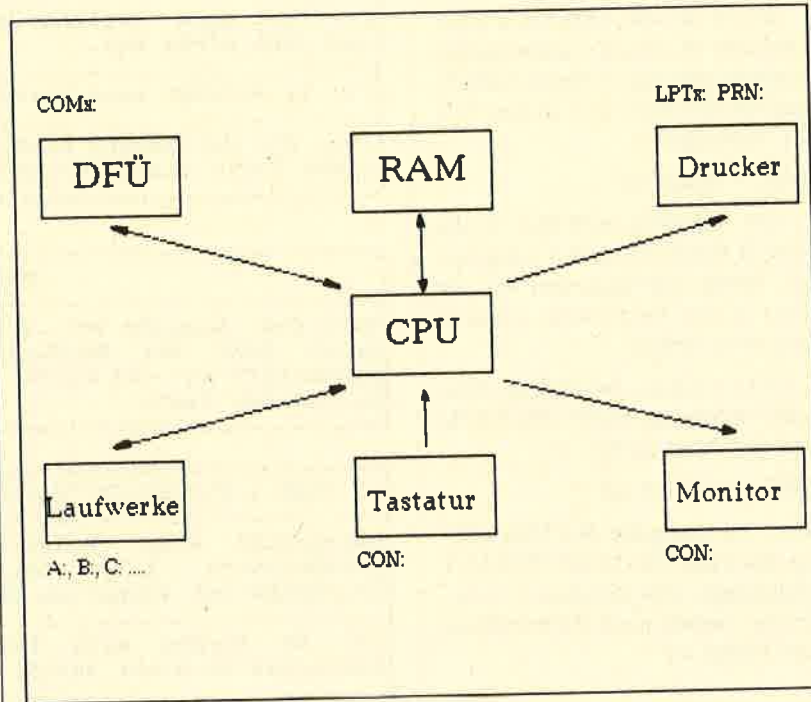 COMx:
LPTx: PRN:
DFÜ
RAM
Drucker
CPU
Laufwerke
Tastatur
Monitor
A:, B:, C: ....
CON:
CON: